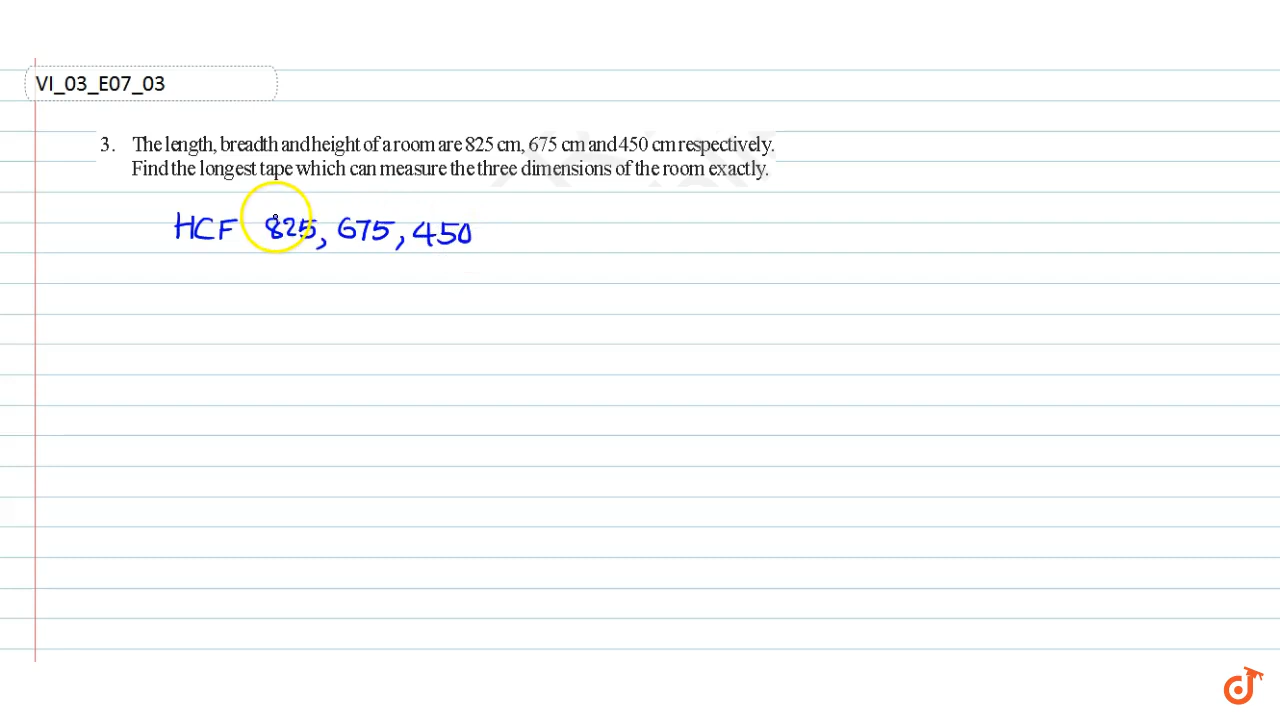 VI_03_E07_03
3. The length, breadth and height of a room are 825 cm, 675 cm and 450 cm respectively.
Find the longest tape which can measure the three dimensions of the room exactly.
HCF 825, 675, 450